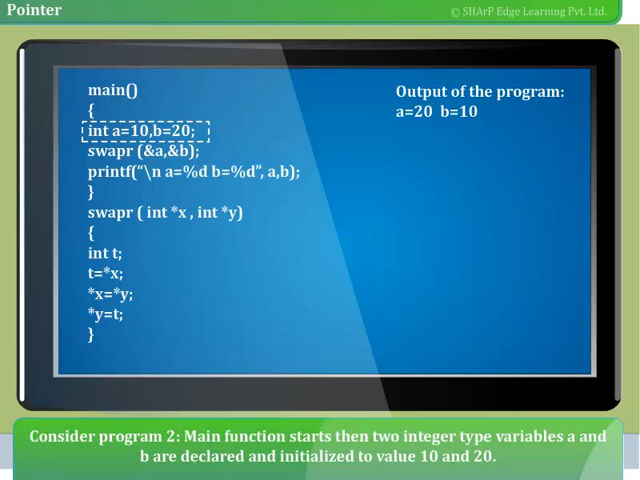 Pointer
© SHArP Edge Learning Pvt. Ltd.
main()
{
int a=10,b=20;
swapr (&a,&b);
printf("\n a=%d b=%d", a,b);
}
swapr ( int *x , int *y)
{
int t;
t=*x;
*x=*y;
*y=t;
}
Output of the program:
a=20  b=10
Consider program 2: Main function starts then two integer type variables a and
b are declared and initialized to value 10 and 20.